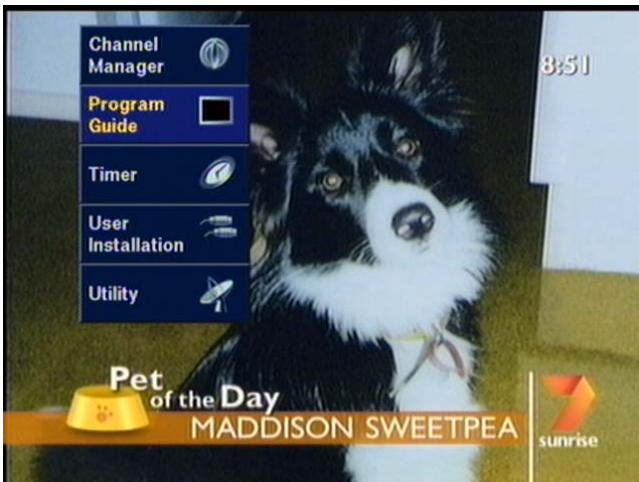 Channel
Manager
8:51
Program
Guide
Timer
User
Installation
Utility
Pet
of the Day
MADDISON SWEETPEA
7
sunrise